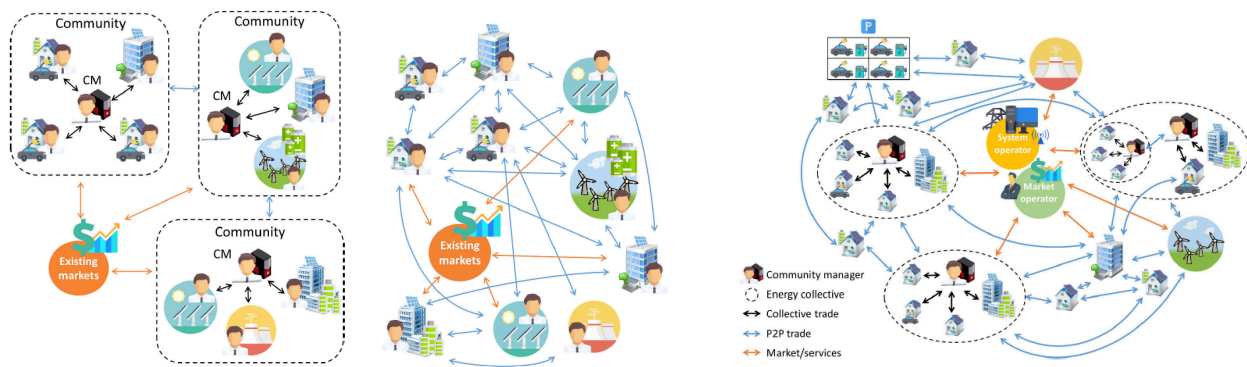 Community
CM
Community
CM
Existing
markets
Community
CM
Existing
markets
P
System
operator
Market
operator
Community manager
Energy collective
Collective trade
P2P trade
Market/services